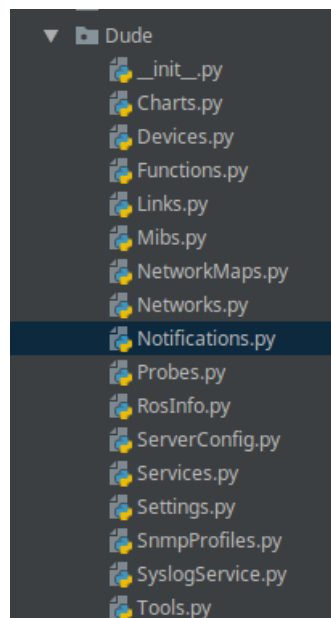 Dude
__init__.py
Charts.py
Devices.py
Functions.py
Links.py
Mibs.py
NetworkMaps.py
Networks.py
Notifications.py
Probes.py
RosInfo.py
ServerConfig.py
Services.py
Settings.py
SnmpProfiles.py
SyslogService.py
Tools.py